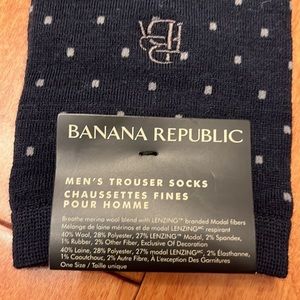 BR
BANANA REPUBLIC
MEN'S TROUSER SOCKS
CHAUSSETTES FINES
POUR HOMME
Breathe merino wool blend with LENZING™ branded Modal fibers
Mélange de laine mérinos et de modal LENZINGᴹᶜ respirant
40% Wool, 28% Polyester, 27% LENZING™ Modal, 2% Spandex,
1% Rubber, 2% Other Fiber, Exclusive Of Decoration
40% Laine, 28% Polyester, 27% modal LENZINGᴹᶜ, 2% Élasthanne,
1% Caoutchouc, 2% Autre Fibre, À L'exception Des Garnitures
One Size / Taille unique